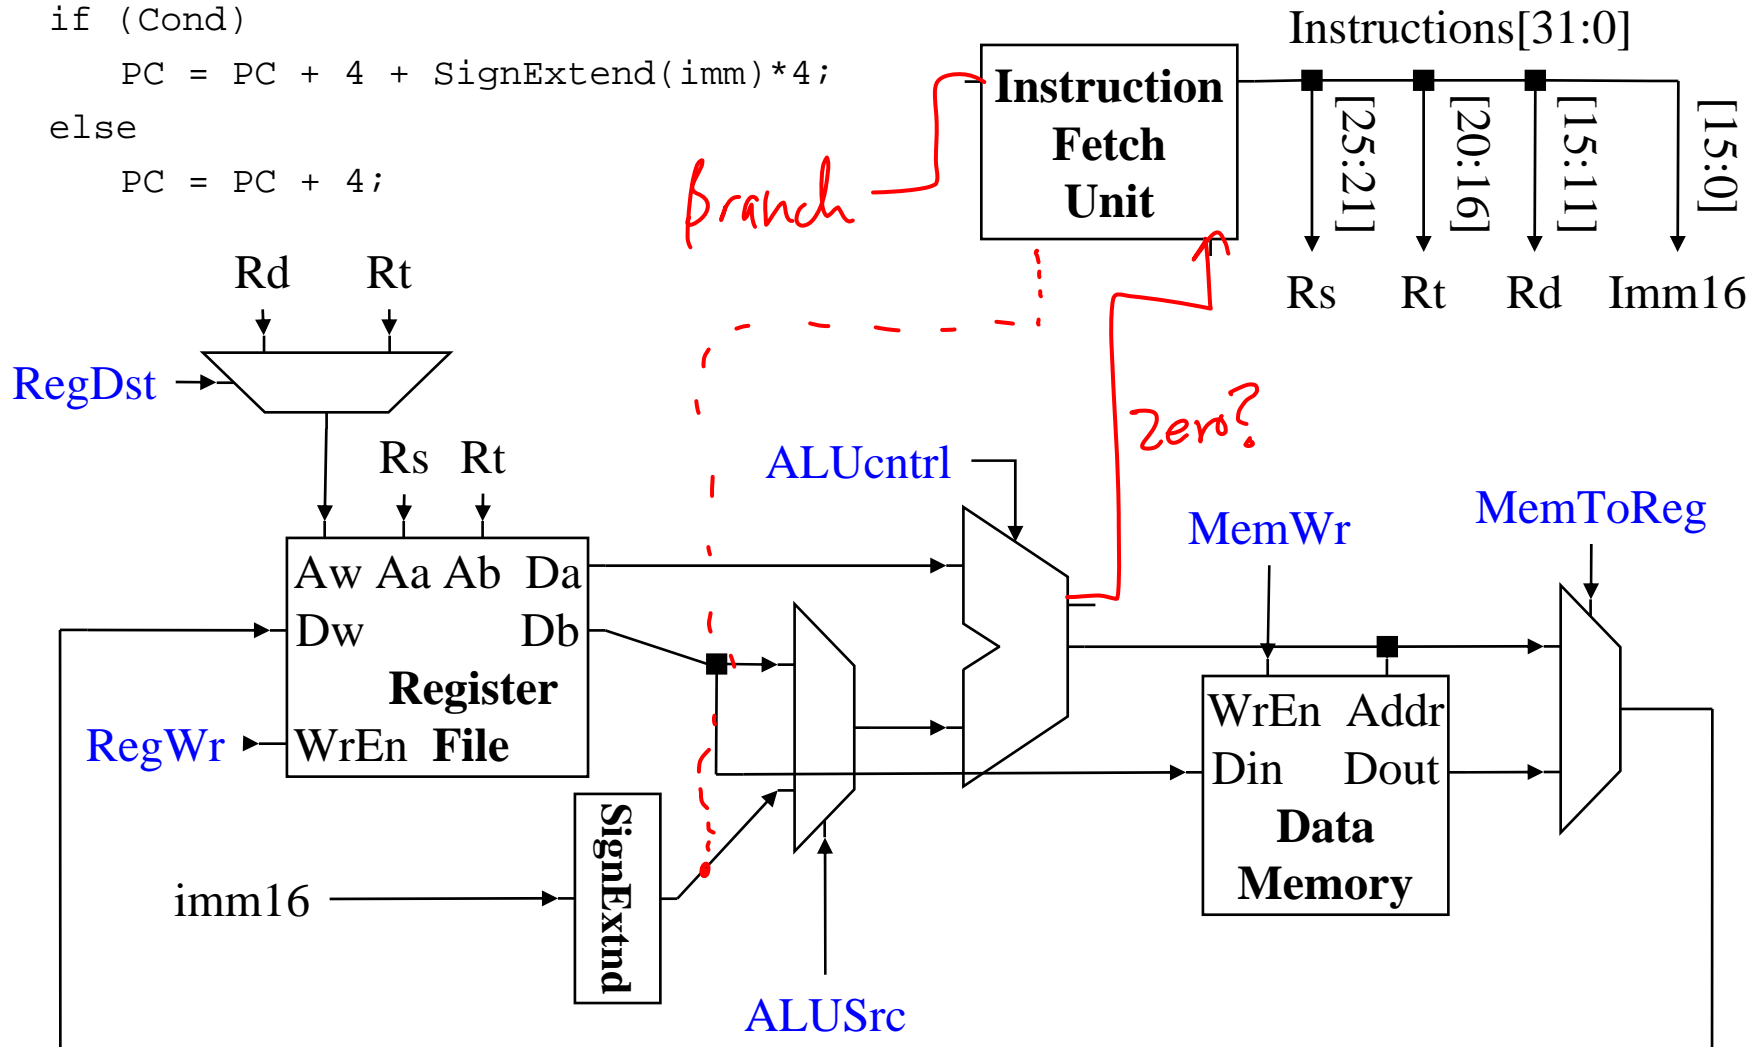 if (Cond)
PC = PC + 4 + SignExtend(imm)*4;
else
PC = PC + 4;
Instructions[31:0]
Instruction
Fetch
Unit
[25:21]
[20:16]
[15:11]
[15:0]
Branch
Rs
Rt
Rd
Imm16
Rd
Rt
RegDst
Zero?
Rs
Rt
ALUcntrl
MemWr
MemToReg
Aw Aa Ab Da
Dw Db
Register
File
RegWr
WrEn
WrEn Addr
Din Dout
Data
Memory
SignExtnd
imm16
ALUSrc